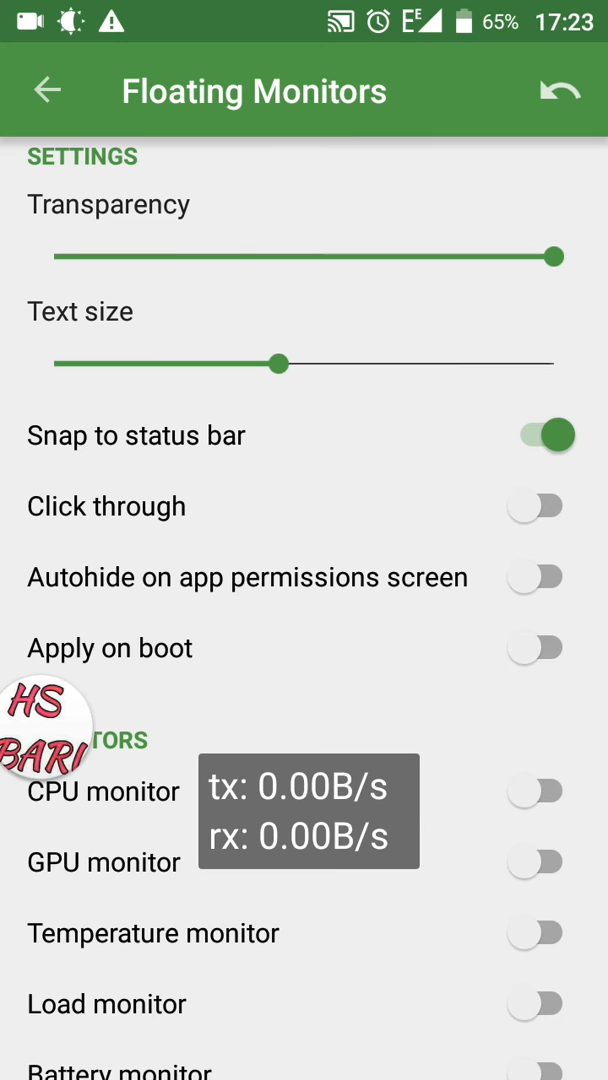 E E 65% 17:23
Floating Monitors
SETTINGS
Transparency
Text size
Snap to status bar
Click through
Autohide on app permissions screen
Apply on boot
HS
BARI
TORS
CPU monitor
tx: 0.00B/s
rx: 0.00B/s
GPU monitor
Temperature monitor
Load monitor
Battery monitor